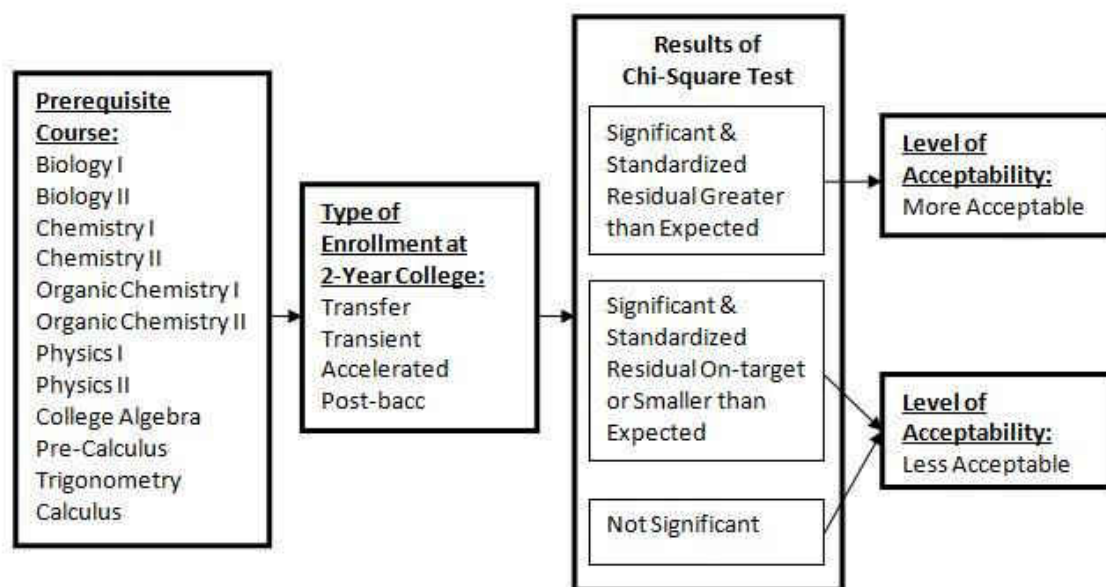 Prerequisite
Course:
Biology I
Biology II
Chemistry I
Chemistry II
Organic Chemistry I
Organic Chemistry II
Physics I
Physics II
College Algebra
Pre-Calculus
Trigonometry
Calculus
Type of
Enrollment at
2-Year College:
Transfer
Transient
Accelerated
Post-bacc
Results of
Chi-Square Test
Significant &
Standardized
Residual Greater
than Expected
Significant &
Standardized
Residual On-target
or Smaller than
Expected
Not Significant
Level of
Acceptability:
More Acceptable
Level of
Acceptability:
Less Acceptable